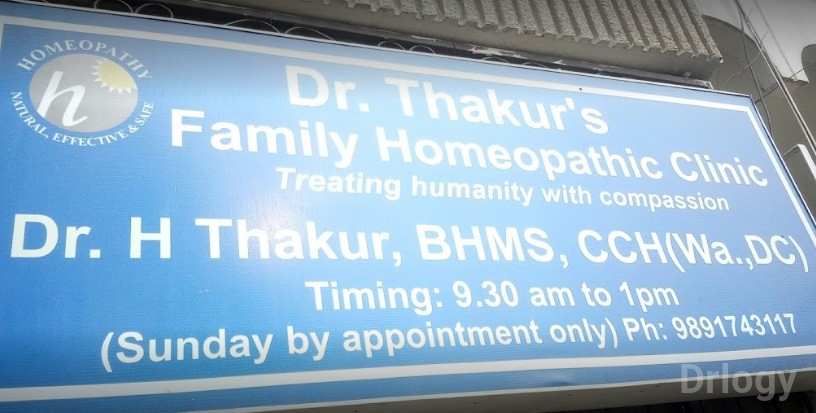 HOMEOPATHY
h
NATURAL, EFFECTIVE & SAFE
Dr. Thakur's
Family Homeopathic Clinic
Treating humanity with compassion
Dr. H Thakur, BHMS, CCH(Wa.,DC)
Timing: 9.30 am to 1pm
(Sunday by appointment only) Ph: 9891743117
Drlogy